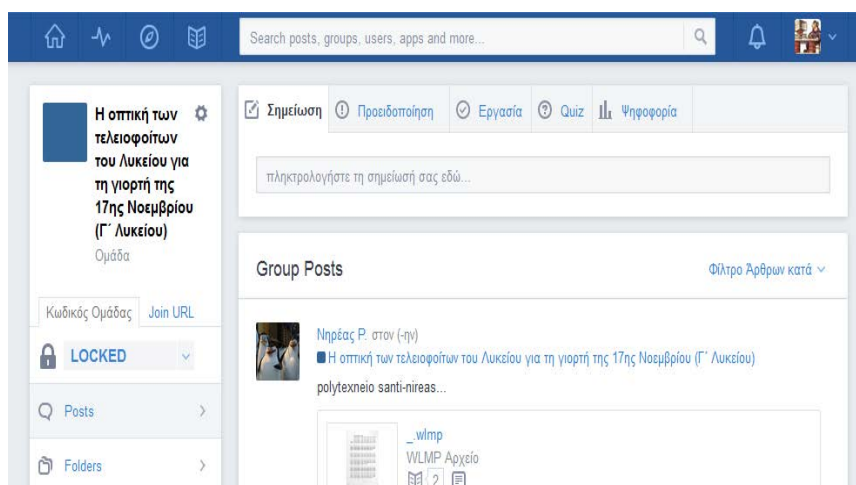 Search posts, groups, users, apps and more...
Η οπτική των
τελειοφοίτων
του Λυκείου για
τη γιορτή της
17ης Νοεμβρίου
(Γ΄ Λυκείου)
Ομάδα
Κωδικός Ομάδας Join URL
LOCKED
Posts
Folders
Σημείωση Προειδοποίηση Εργασία Quiz Ψηφοφορία
πληκτρολογήστε τη σημείωσή σας εδώ...
Group Posts Φίλτρο Άρθρων κατά
Νηρέας Ρ. στον (-ην)
Η οπτική των τελειοφοίτων του Λυκείου για τη γιορτή της 17ης Νοεμβρίου (Γ΄ Λυκείου)
polytexneio santi-nireas...
_.wlmp
WLMP Αρχείο
2